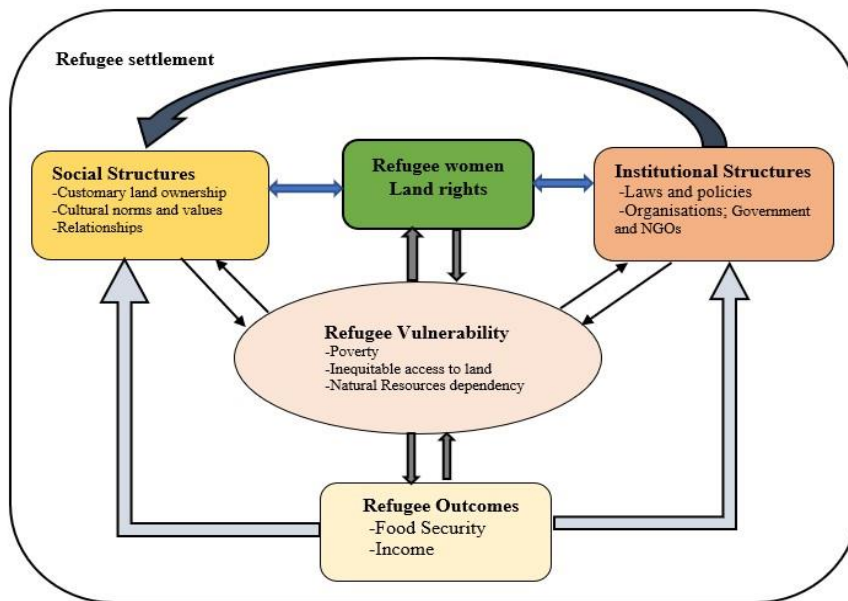 Refugee settlement
Social Structures
-Customary land ownership
-Cultural norms and values
-Relationships
Refugee women
Land rights
Institutional Structures
-Laws and policies
-Organisations; Government
and NGOs
Refugee Vulnerability
-Poverty
-Inequitable access to land
-Natural Resources dependency
Refugee Outcomes
-Food Security
-Income